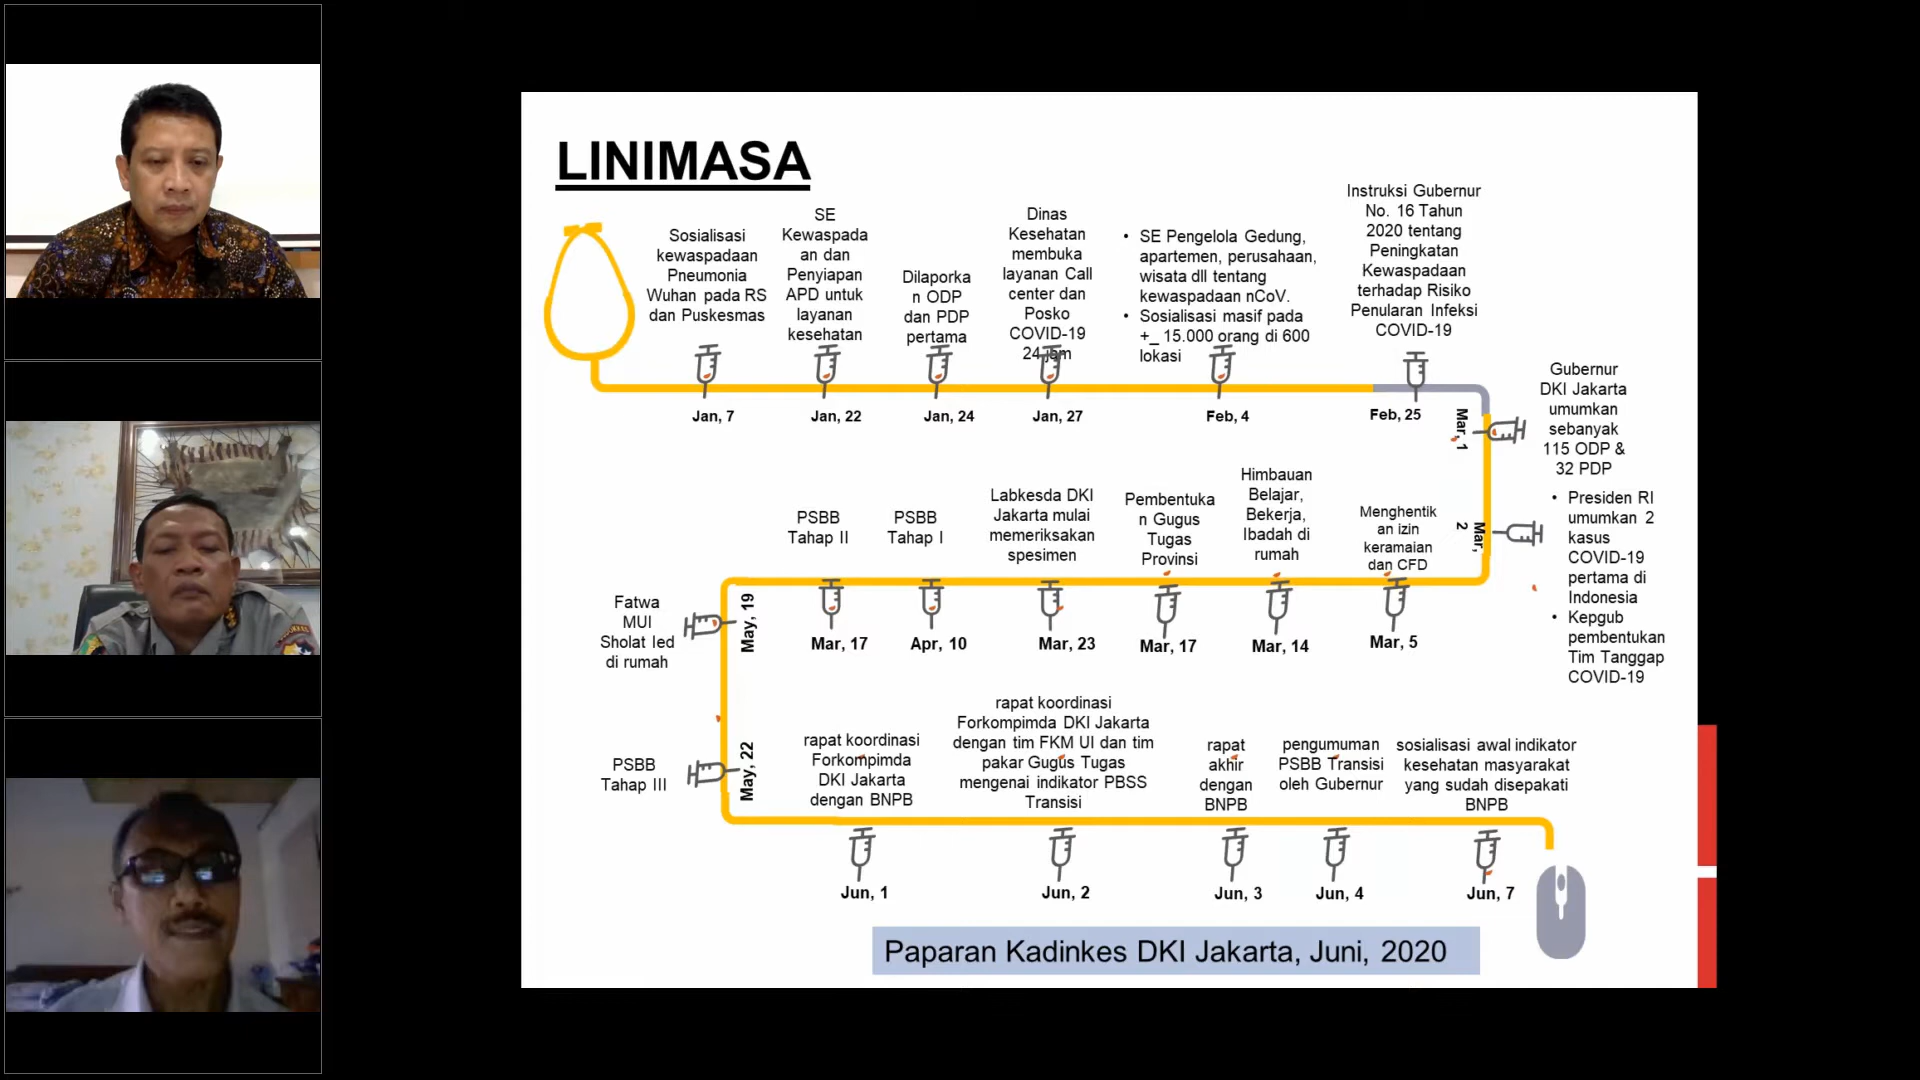 LINIMASA
Sosialisasi
kewaspadaan
Pneumonia
Wuhan pada RS
dan Puskesmas
Jan, 7
SE
Kewaspada
an dan
Penyiapan
APD untuk
layanan
kesehatan
Jan, 22
Dilaporka
n ODP
dan PDP
pertama
Jan, 24
Dinas
Kesehatan
membuka
layanan Call
center dan
Posko
COVID-19
24 jam
Jan, 27
• SE Pengelola Gedung,
apartemen, perusahaan,
wisata dll tentang
kewaspadaan nCoV.
• Sosialisasi masif pada
+_ 15.000 orang di 600
lokasi
Feb, 4
Instruksi Gubernur
No. 16 Tahun
2020 tentang
Peningkatan
Kewaspadaan
terhadap Risiko
Penularan Infeksi
COVID-19
Feb, 25
Mar, 1
Gubernur
DKI Jakarta
umumkan
sebanyak
115 ODP &
32 PDP
Mar,
2
• Presiden RI
umumkan 2
kasus
COVID-19
pertama di
Indonesia
• Kepgub
pembentukan
Tim Tanggap
COVID-19
Menghentik
an izin
keramaian
dan CFD
Mar, 5
Himbauan
Belajar,
Bekerja,
Ibadah di
rumah
Mar, 14
Pembentuka
n Gugus
Tugas
Provinsi
Mar, 17
Labkesda DKI
Jakarta mulai
memeriksakan
spesimen
Mar, 23
PSBB
Tahap I
Apr, 10
PSBB
Tahap II
Mar, 17
Fatwa
MUI
Sholat Ied
di rumah
May, 19
PSBB
Tahap III
May, 22
rapat koordinasi
Forkompimda
DKI Jakarta
dengan BNPB
Jun, 1
rapat koordinasi
Forkompimda DKI Jakarta
dengan tim FKM UI dan tim
pakar Gugus Tugas
mengenai indikator PBSS
Transisi
Jun, 2
rapat
akhir
dengan
BNPB
Jun, 3
pengumuman
PSBB Transisi
oleh Gubernur
Jun, 4
sosialisasi awal indikator
kesehatan masyarakat
yang sudah disepakati
BNPB
Jun, 7
Paparan Kadinkes DKI Jakarta, Juni, 2020